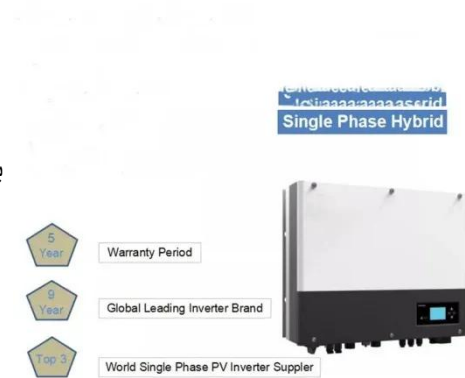 Single Phase Hybrid
5
Year
Warranty Period
9
Year
Global Leading Inverter Brand
Top 3
World Single Phase PV Inverter Suppler